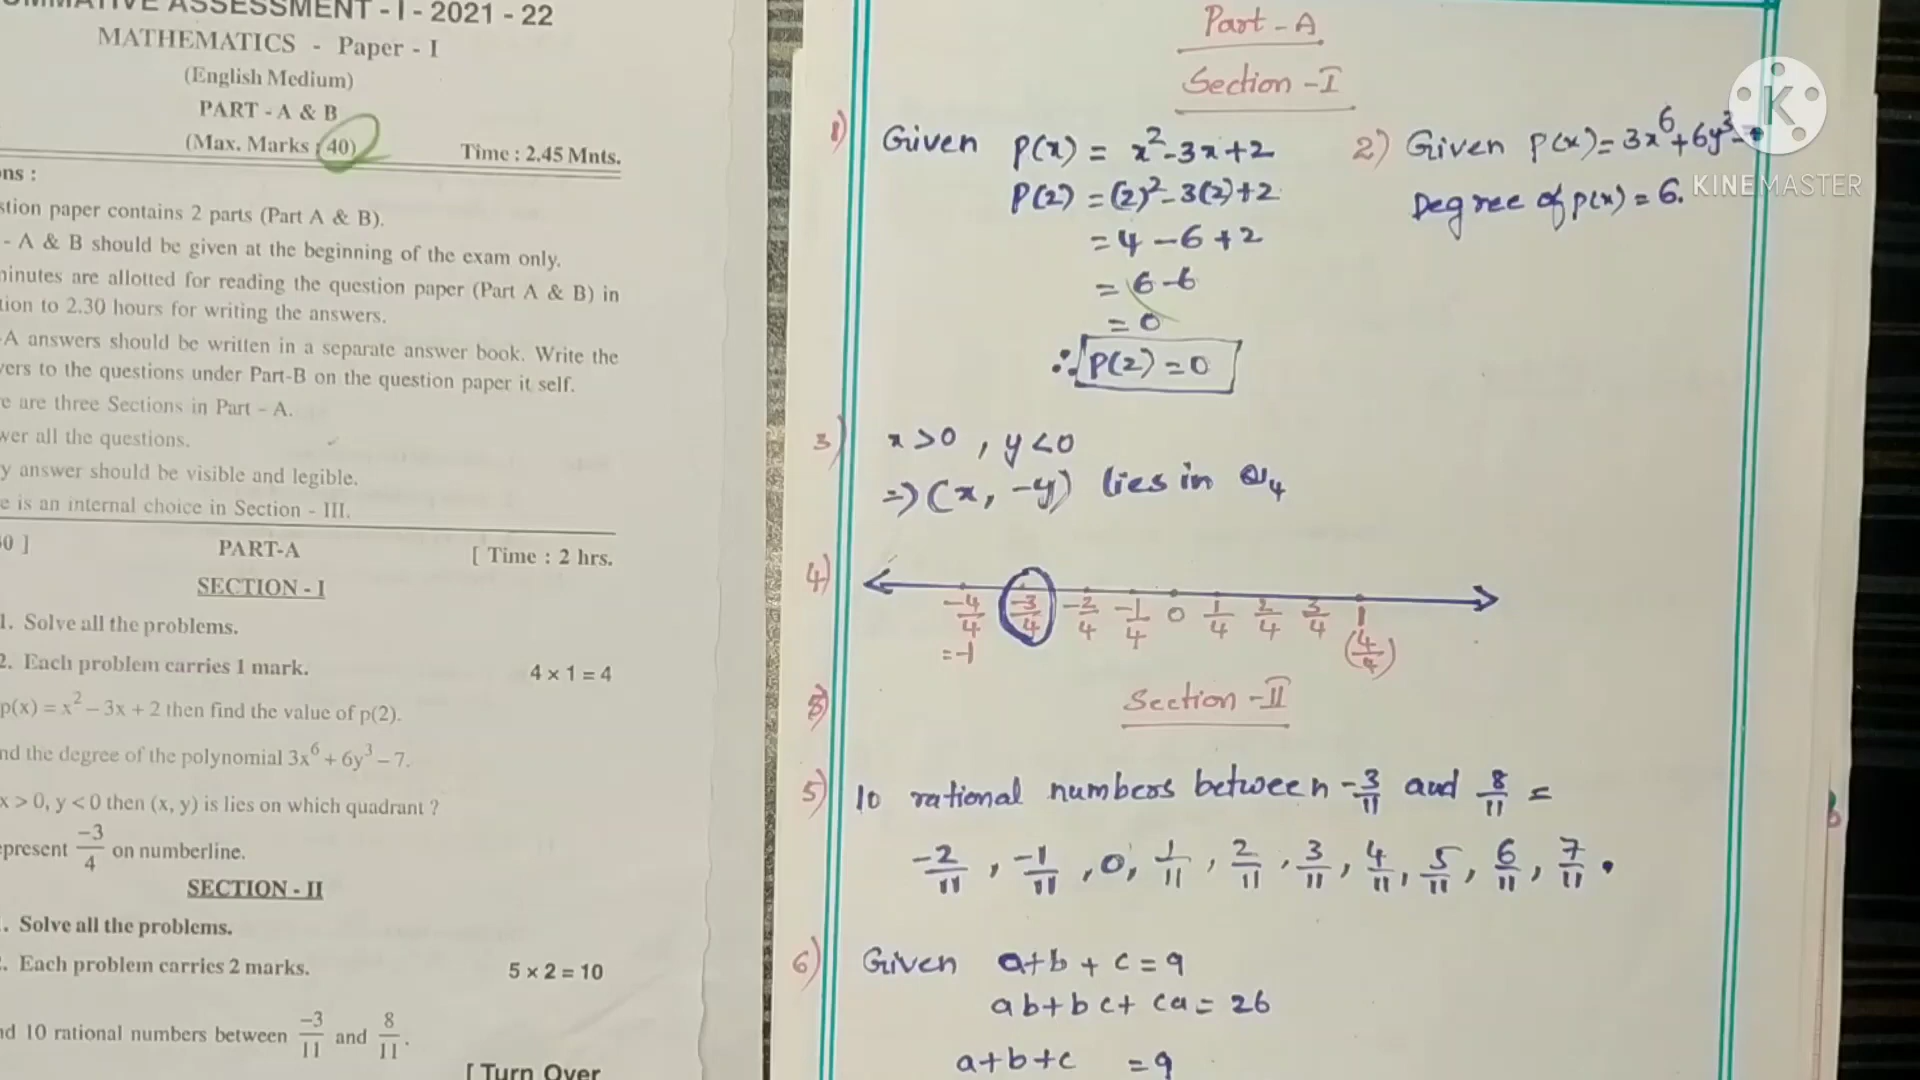 ASSESSMENT - I - 2021 - 22
MATHEMATICS - Paper - I
(English Medium)
PART - A & B
(Max. Marks : 40) Time : 2.45 Mnts.
ns :
stion paper contains 2 parts (Part A & B).
- A & B should be given at the beginning of the exam only.
minutes are allotted for reading the question paper (Part A & B) in
tion to 2.30 hours for writing the answers.
-A answers should be written in a separate answer book. Write the
vers to the questions under Part-B on the question paper it self.
e are three Sections in Part - A.
wer all the questions.
y answer should be visible and legible.
e is an internal choice in Section - III.
0 ] PART-A [ Time : 2 hrs.
SECTION - I
1. Solve all the problems.
2. Each problem carries 1 mark. 4 × 1 = 4
p(x) = x² − 3x + 2 then find the value of p(2).
nd the degree of the polynomial 3x⁶ + 6y³ − 7.
x > 0, y < 0 then (x, y) is lies on which quadrant ?
present -3/4 on numberline.
SECTION - II
. Solve all the problems.
. Each problem carries 2 marks. 5 × 2 = 10
d 10 rational numbers between -3/11 and 8/11.
[ Turn Over
Part - A
Section - I
1) Given p(x) = x²-3x+2
P(2) = (2)²-3(2)+2
= 4 - 6 + 2
= 6 - 6
= 0
∴ P(2) = 0
2) Given p(x) = 3x⁶+6y³-
Degree of p(x) = 6.
K
KINEMASTER
3) x>0 , y<0
⇒ (x, -y) lies in Q₄
4) -4/4 -3/4 -2/4 -1/4 0 1/4 2/4 3/4 1
= -1 (4/4)
Section - II
5) 10 rational numbers between -3/11 and 8/11 =
-2/11 , -1/11 , 0, 1/11 , 2/11 , 3/11 , 4/11 , 5/11 , 6/11 , 7/11 .
6) Given a+b+c=9
ab+bc+ca= 26
a+b+c = 9